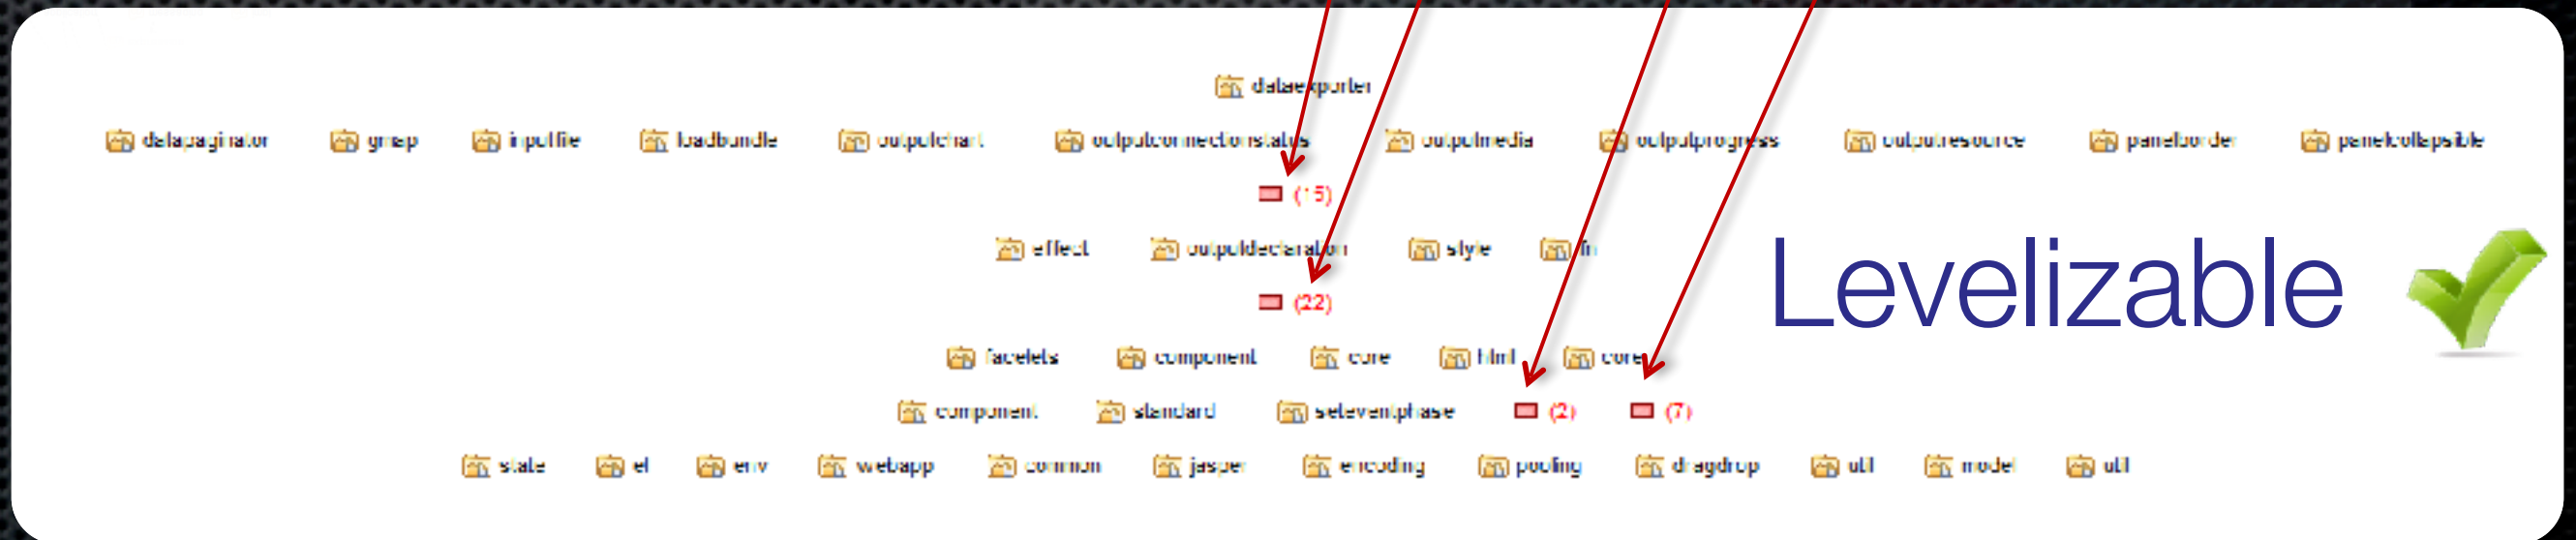 dataexporter
datapaginator gmap inputfile loadbundle outputchart outputconnectionstatus outputmedia outputprogress outputresource panelborder panelcollapsible
(15)
effect outputdeclaration style fn
(22)
Levelizable
facelets component core html core
component standard seteventphase (2) (7)
state el env webapp common jasper encoding pooling dragdrop util model util